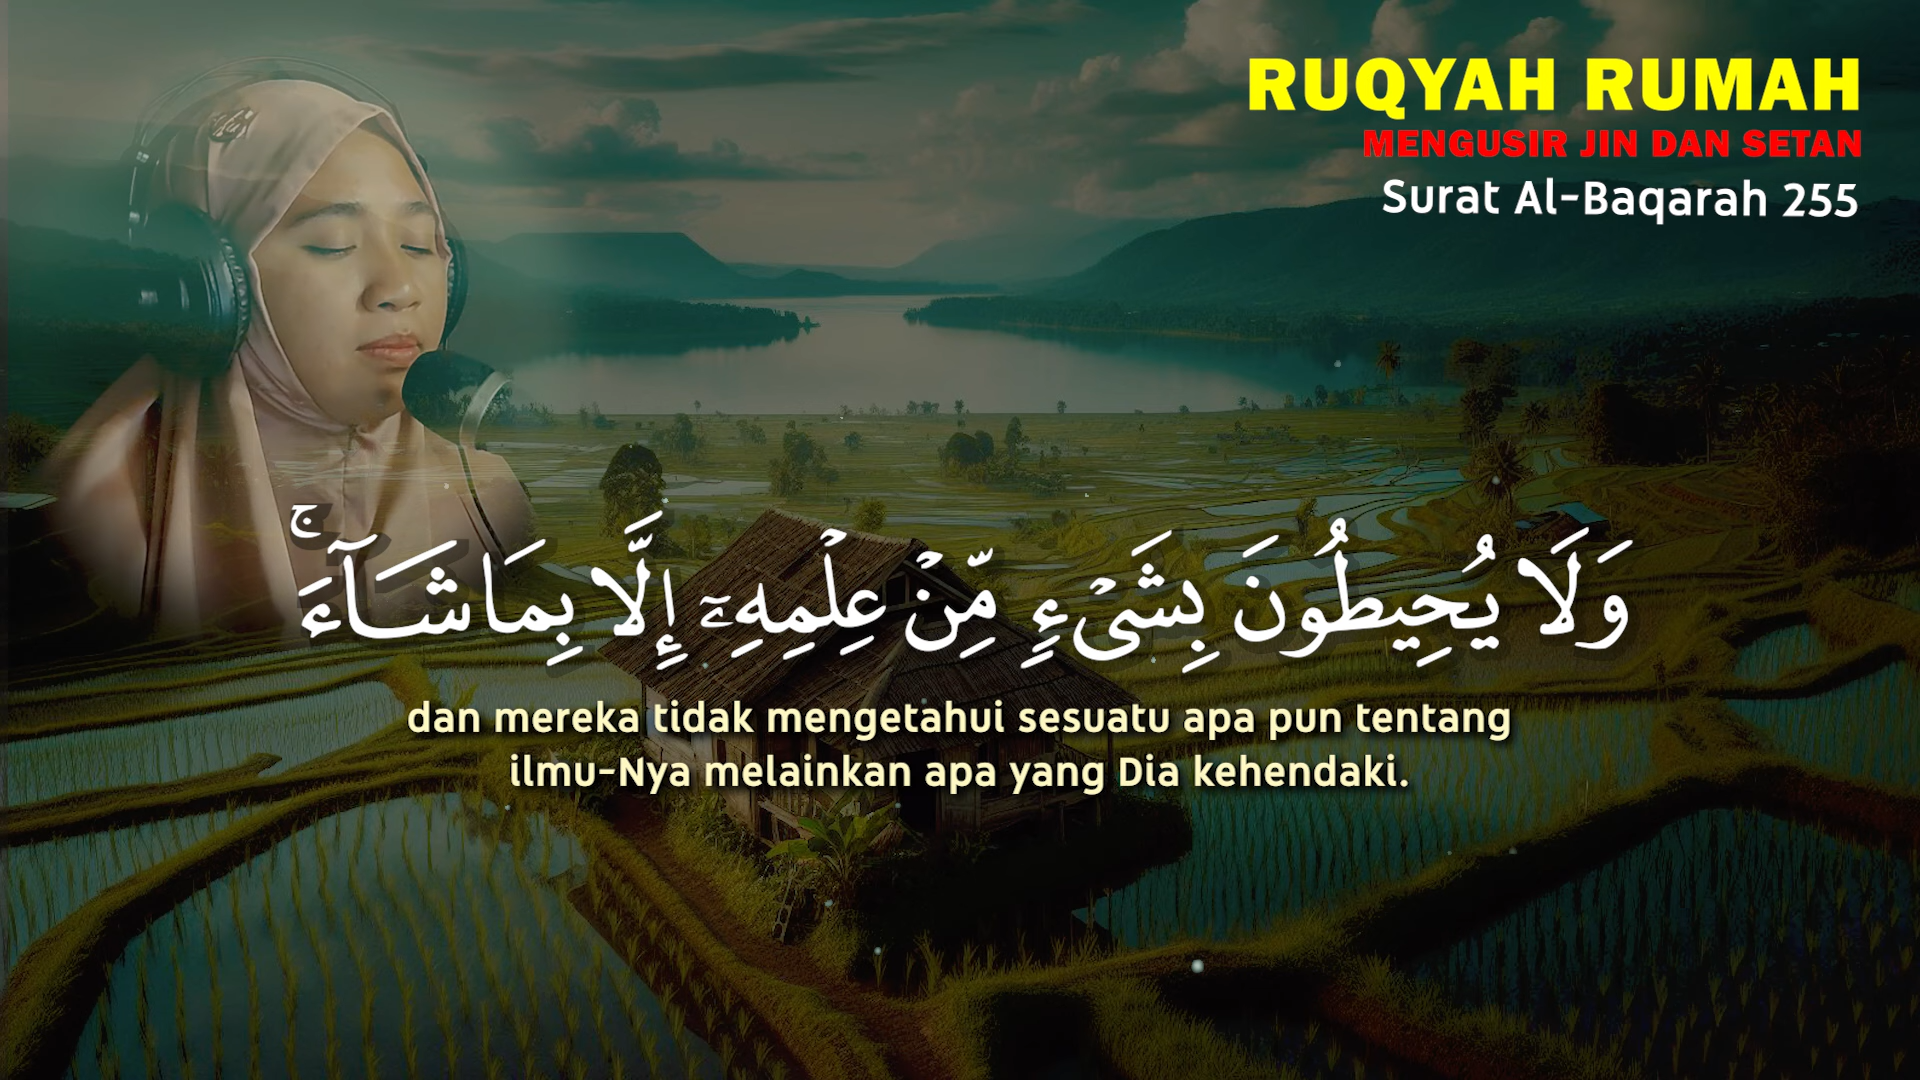 RUQYAH RUMAH
MENGUSIR JIN DAN SETAN
Surat Al-Baqarah 255
وَلَا يُحِيطُونَ بِشَىْءٍ مِّنْ عِلْمِهِۦٓ إِلَّا بِمَا شَآءَ ۚ
dan mereka tidak mengetahui sesuatu apa pun tentang
ilmu-Nya melainkan apa yang Dia kehendaki.